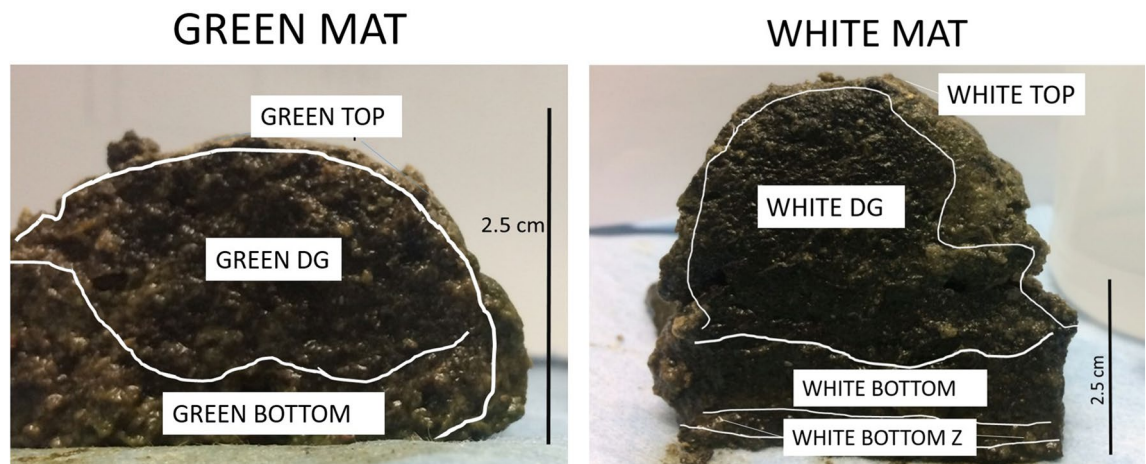 GREEN MAT
GREEN TOP
2.5 cm
GREEN DG
GREEN BOTTOM
WHITE MAT
WHITE TOP
WHITE DG
WHITE BOTTOM
2.5 cm
WHITE BOTTOM Z